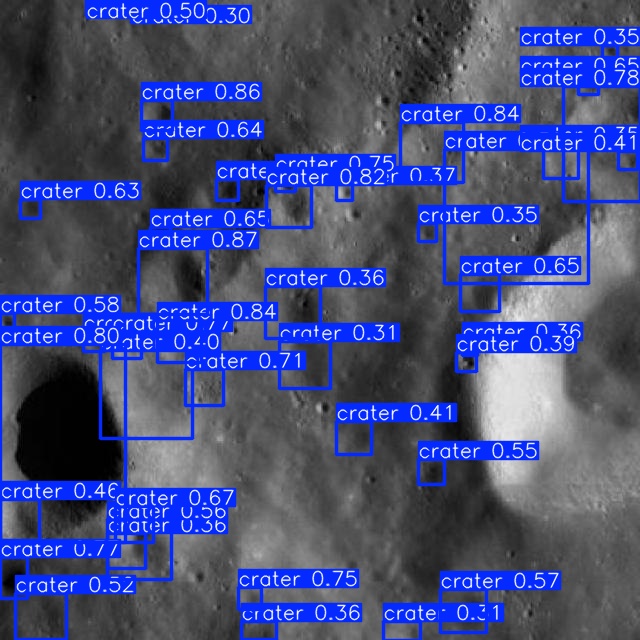 crater 0.50
0.30
crater 0.35
crater 0.65
crater 0.78
crater 0.86
crater 0.84
crater 0.64
crater
crater 0.41
crater 0.75
0.37
crater 0.82
crater 0.63
crater 0.65
crater 0.35
crater 0.87
crater 0.65
crater 0.36
crater 0.58
crater 0.84
crater 0.80
0.40
crater 0.31
crater 0.39
crater 0.71
crater 0.41
crater 0.55
crater 0.46
crater 0.67
crater 0.56
crater 0.36
crater 0.77
crater 0.52
crater 0.75
crater 0.57
crater 0.36
crater 0.31